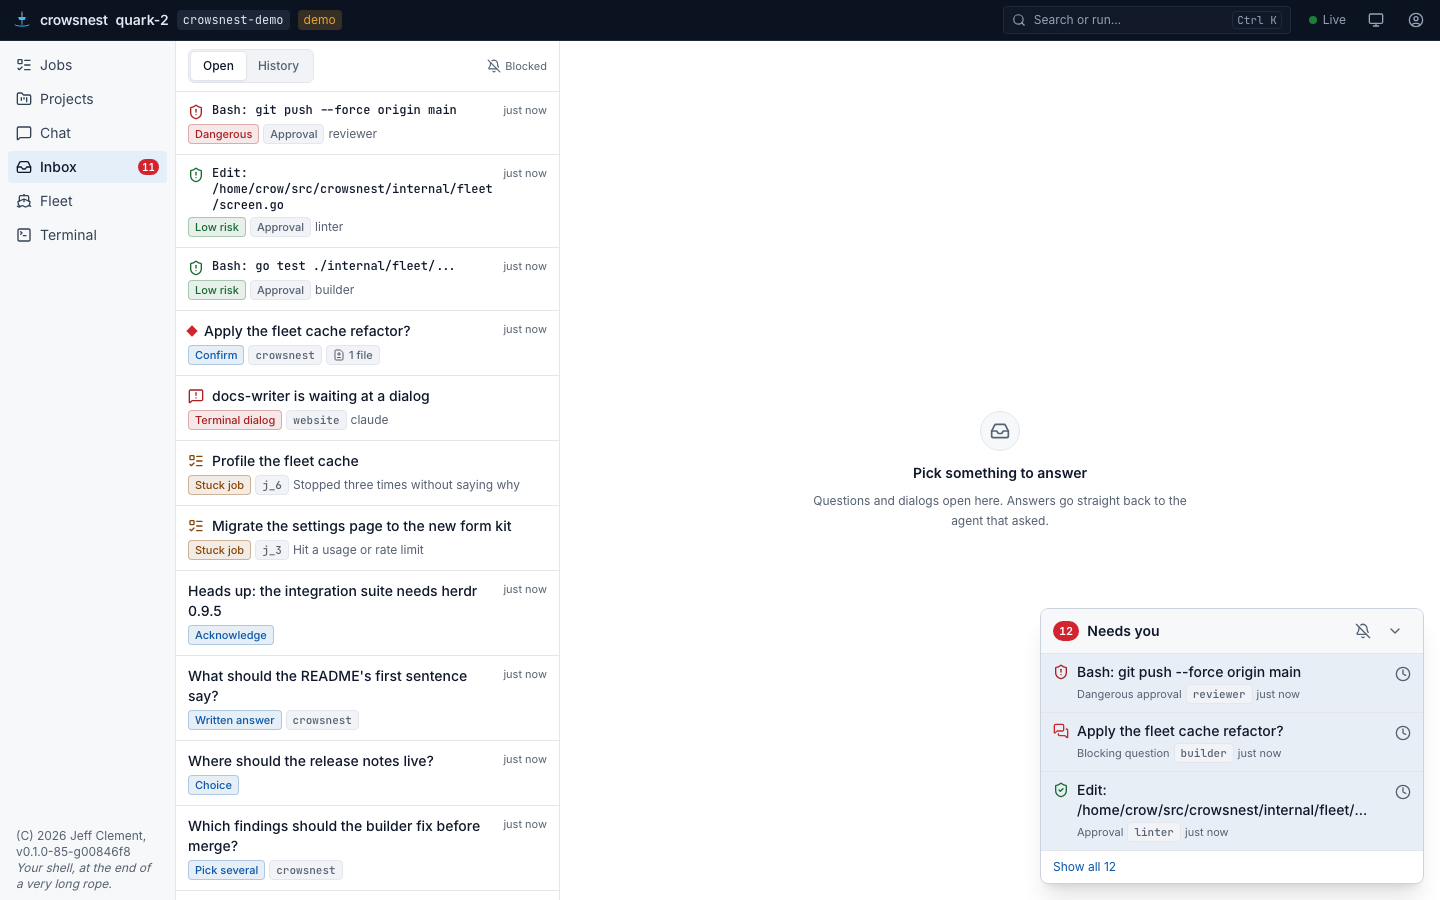 crowsnest quark-2 crowsnest-demo demo
Search or run... Ctrl K
Live
Jobs
Projects
Chat
Inbox 11
Fleet
Terminal
(C) 2026 Jeff Clement,
v0.1.0-85-g00846f8
Your shell, at the end of
a very long rope.
Open History Blocked
Bash: git push --force origin main just now
Dangerous Approval reviewer
Edit: just now
/home/crow/src/crowsnest/internal/fleet
/screen.go
Low risk Approval linter
Bash: go test ./internal/fleet/... just now
Low risk Approval builder
Apply the fleet cache refactor? just now
Confirm crowsnest 1 file
docs-writer is waiting at a dialog
Terminal dialog website claude
Profile the fleet cache
Stuck job j_6 Stopped three times without saying why
Migrate the settings page to the new form kit
Stuck job j_3 Hit a usage or rate limit
Heads up: the integration suite needs herdr just now
0.9.5
Acknowledge
What should the README's first sentence just now
say?
Written answer crowsnest
Where should the release notes live? just now
Choice
Which findings should the builder fix before just now
merge?
Pick several crowsnest
Pick something to answer
Questions and dialogs open here. Answers go straight back to the
agent that asked.
12 Needs you
Bash: git push --force origin main
Dangerous approval reviewer just now
Apply the fleet cache refactor?
Blocking question builder just now
Edit:
/home/crow/src/crowsnest/internal/fleet/...
Approval linter just now
Show all 12